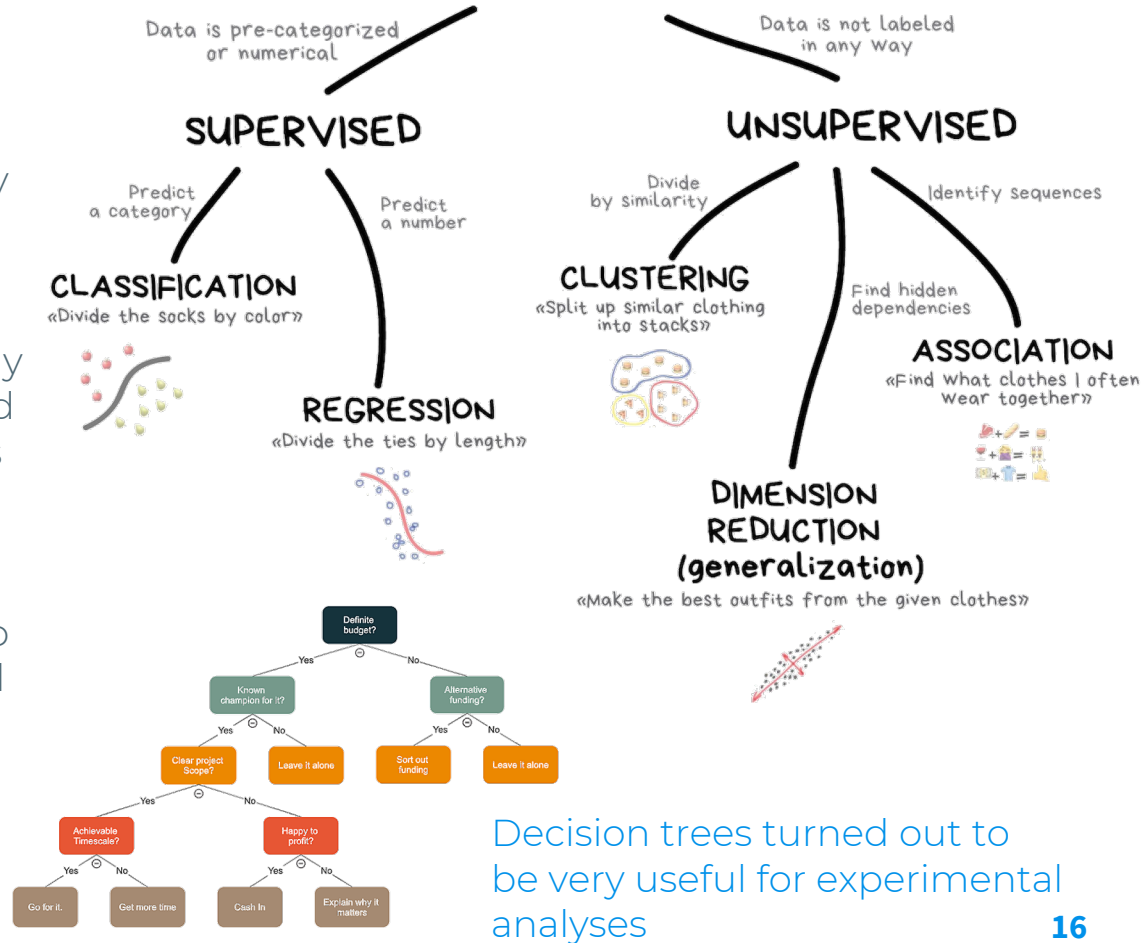 Data is pre-categorized
or numerical
Data is not labeled
in any way
SUPERVISED
UNSUPERVISED
Predict
a category
Predict
a number
Divide
by similarity
Identify sequences
CLASSIFICATION
«Divide the socks by color»
CLUSTERING
«Split up similar clothing
into stacks»
Find hidden
dependencies
ASSOCIATION
«Find what clothes I often
wear together»
REGRESSION
«Divide the ties by length»
DIMENSION
REDUCTION
(generalization)
«Make the best outfits from the given clothes»
Definite
budget?
Yes
No
Known
champion for it?
Alternative
funding?
Yes
No
Yes
No
Clear project
Scope?
Leave it alone
Sort out
funding
Leave it alone
Yes
No
Achievable
Timescale?
Happy to
profit?
Yes
No
Yes
No
Go for it.
Get more time
Cash In
Explain why it
matters
Decision trees turned out to
be very useful for experimental
analyses
16